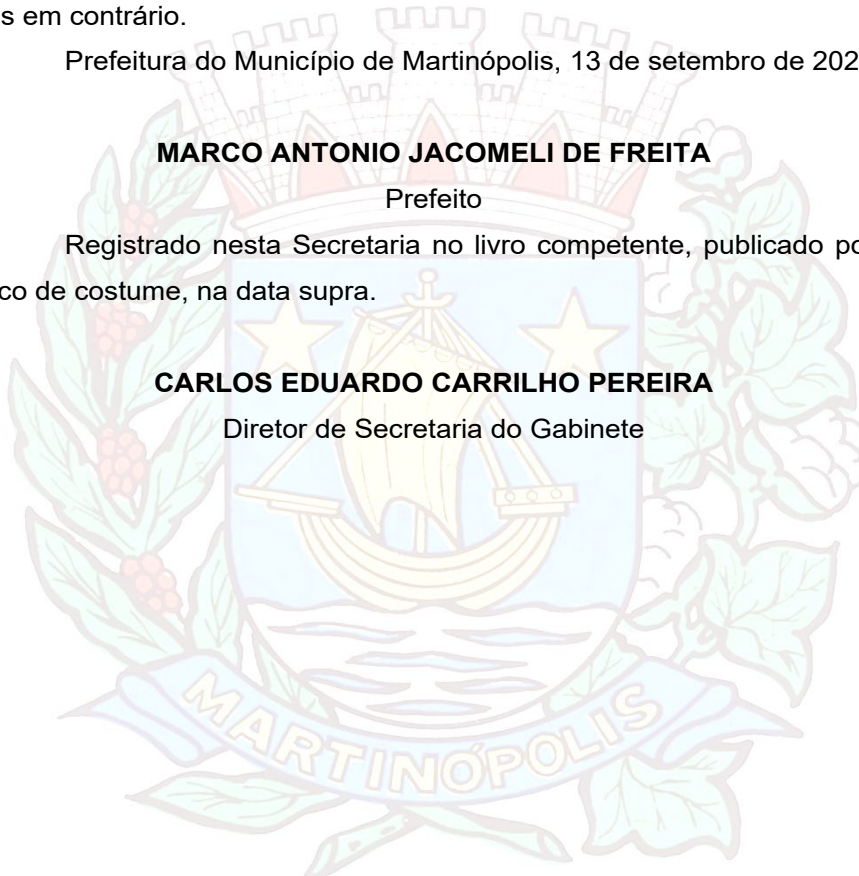 s em contrário.
Prefeitura do Município de Martinópolis, 13 de setembro de 202
MARCO ANTONIO JACOMELI DE FREITA
Prefeito
Registrado nesta Secretaria no livro competente, publicado po
co de costume, na data supra.
CARLOS EDUARDO CARRILHO PEREIRA
Diretor de Secretaria do Gabinete
MARTINÓPOLIS